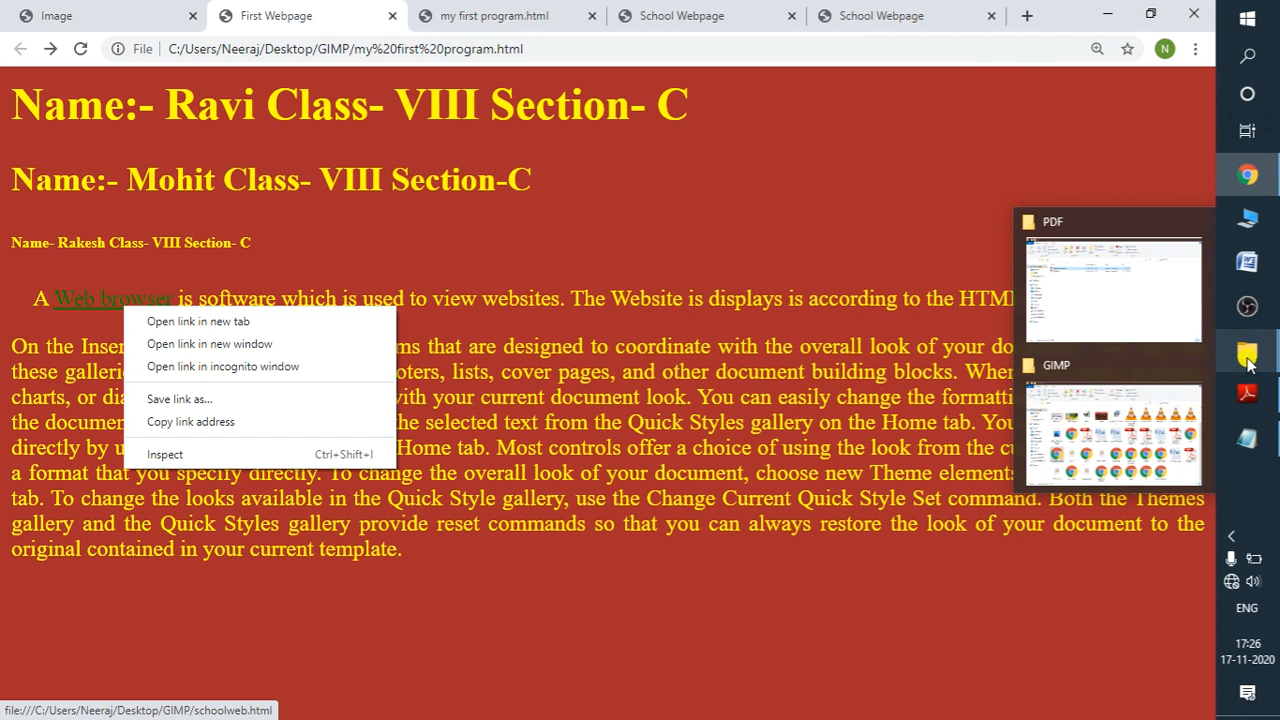 Image
First Webpage
my first program.html
School Webpage
School Webpage
File
C:/Users/Neeraj/Desktop/GIMP/my%20first%20program.html
N
Name:- Ravi Class- VIII Section- C
Name:- Mohit Class- VIII Section-C
Name- Rakesh Class- VIII Section- C
A Web browser is software which is used to view websites. The Website is displays is according to the HTM
On the Inser ms that are designed to coordinate with the overall look of your do
these galleri oters, lists, cover pages, and other document building blocks. Whe
charts, or dia with your current document look. You can easily change the formatti
the documen he selected text from the Quick Styles gallery on the Home tab. You
directly by u Home tab. Most controls offer a choice of using the look from the cu
a format that you specify directly. To change the overall look of your document, choose new Theme elements
tab. To change the looks available in the Quick Style gallery, use the Change Current Quick Style Set command. Both the Themes
gallery and the Quick Styles gallery provide reset commands so that you can always restore the look of your document to the
original contained in your current template.
Open link in new tab
Open link in new window
Open link in incognito window
Save link as...
Copy link address
Inspect Ctrl+Shift+I
PDF
GIMP
ENG
17:26
17-11-2020
file:///C:/Users/Neeraj/Desktop/GIMP/schoolweb.html